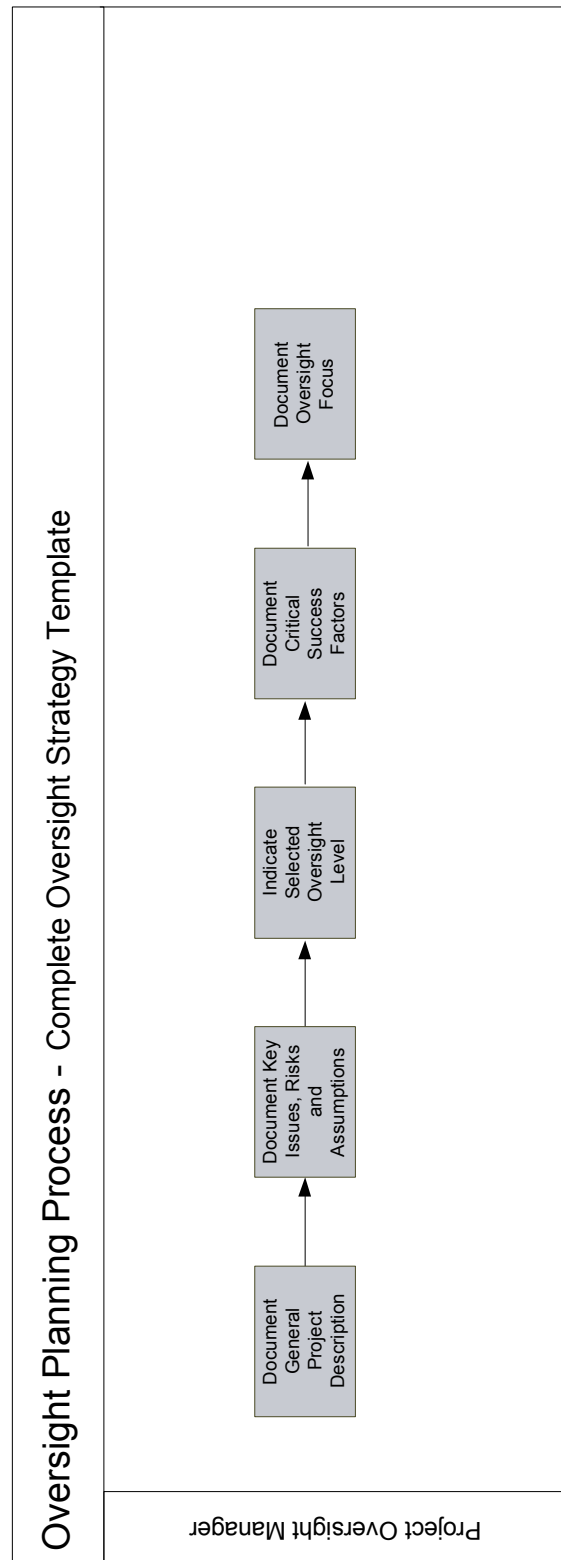 Oversight Planning Process - Complete Oversight Strategy Template
Project Oversight Manager
Document
General
Project
Description
Document Key
Issues, Risks
and
Assumptions
Indicate
Selected
Oversight
Level
Document
Critical
Success
Factors
Document
Oversight
Focus